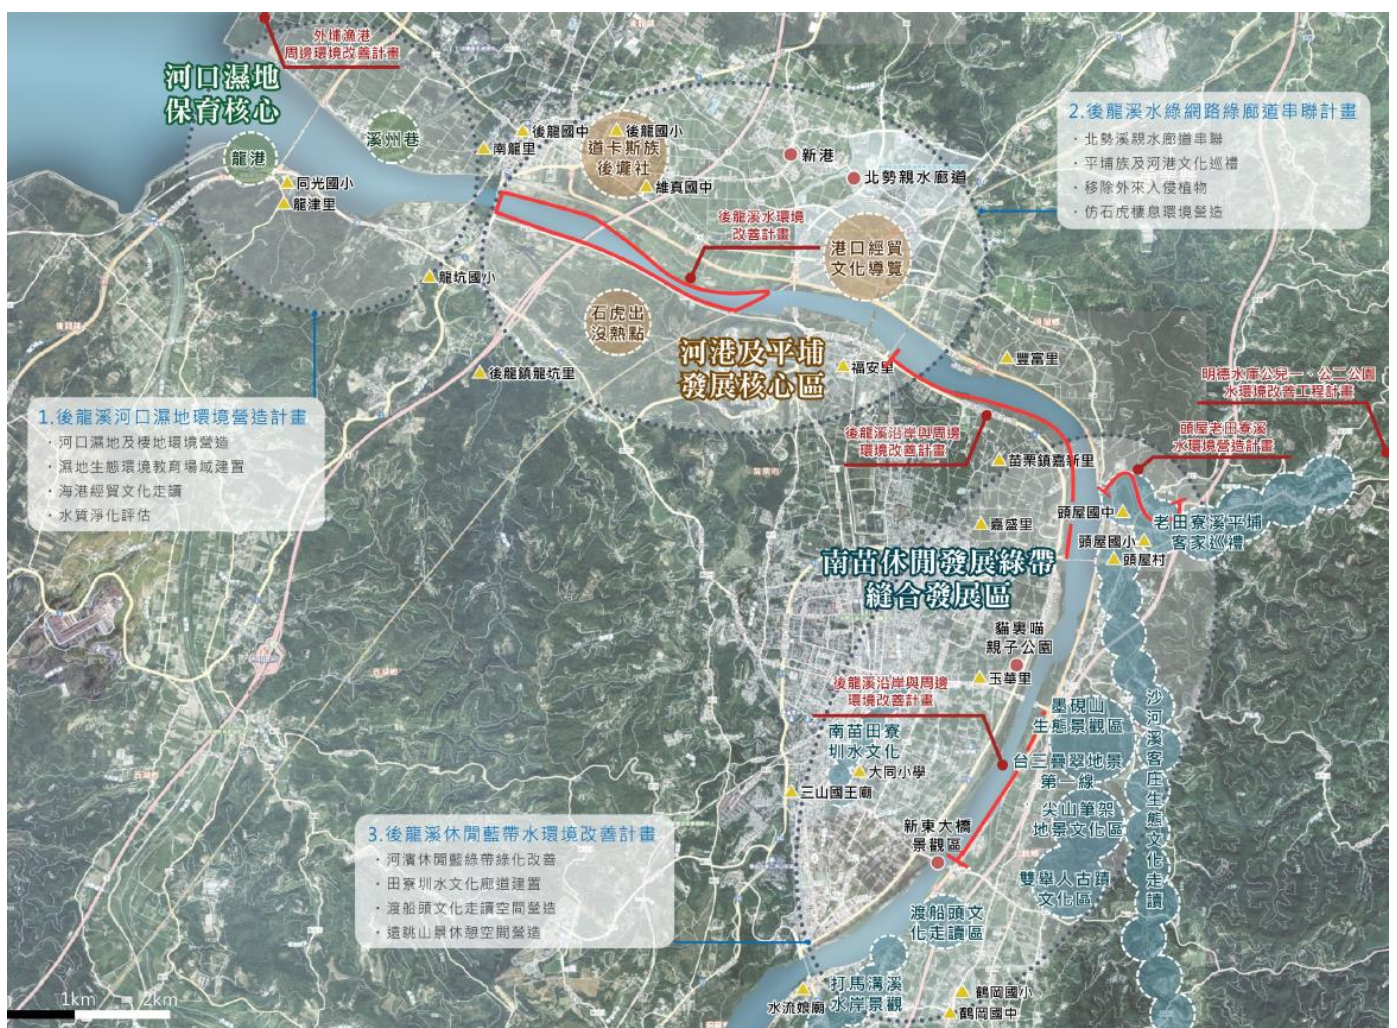 外埔漁港
周邊環境改善計畫
河口濕地
保育核心
龍港
溪州巷
後龍國中
南龍里
後龍國小
道卡斯族
後壠社
維真國中
新港
北勢親水廊道
同光國小
龍津里
龍坑國小
後龍溪水環境
改善計畫
港口經貿
文化導覽
2.後龍溪水綠網路綠廊道串聯計畫
・北勢溪親水廊道串聯
・平埔族及河港文化巡禮
・移除外來入侵植物
・仿石虎棲息環境營造
石虎出
沒熱點
河港及平埔
發展核心區
後龍鎮龍坑里
福安里
豐富里
明德水庫公兒一、公二公園
水環境改善工程計畫
頭屋老田寮溪
水環境營造計畫
1.後龍溪河口濕地環境營造計畫
・河口濕地及棲地環境營造
・濕地生態環境教育場域建置
・海港經貿文化走讀
・水質淨化評估
後龍溪沿岸與周邊
環境改善計畫
苗栗鎮嘉新里
嘉盛里
頭屋國中
頭屋國小
頭屋村
老田寮溪平埔
客家巡禮
南苗休閒發展綠帶
縫合發展區
貓裏喵
親子公園
玉華里
後龍溪沿岸與周邊
環境改善計畫
南苗田寮
圳水文化
大同小學
三山國王廟
墨硯山
生態景觀區
台三疊翠地景
第一線
尖山筆架
地景文化區
雙舉人古蹟
文化區
沙河溪客庄生態文化走讀
新東大橋
景觀區
3.後龍溪休閒藍帶水環境改善計畫
・河濱休閒藍綠帶綠化改善
・田寮圳水文化廊道建置
・渡船頭文化走讀空間營造
・遠眺山景休憩空間營造
渡船頭文
化走讀區
打馬溝溪
水岸景觀
水流娘廟
鶴岡國小
鶴岡國中
1km
2km